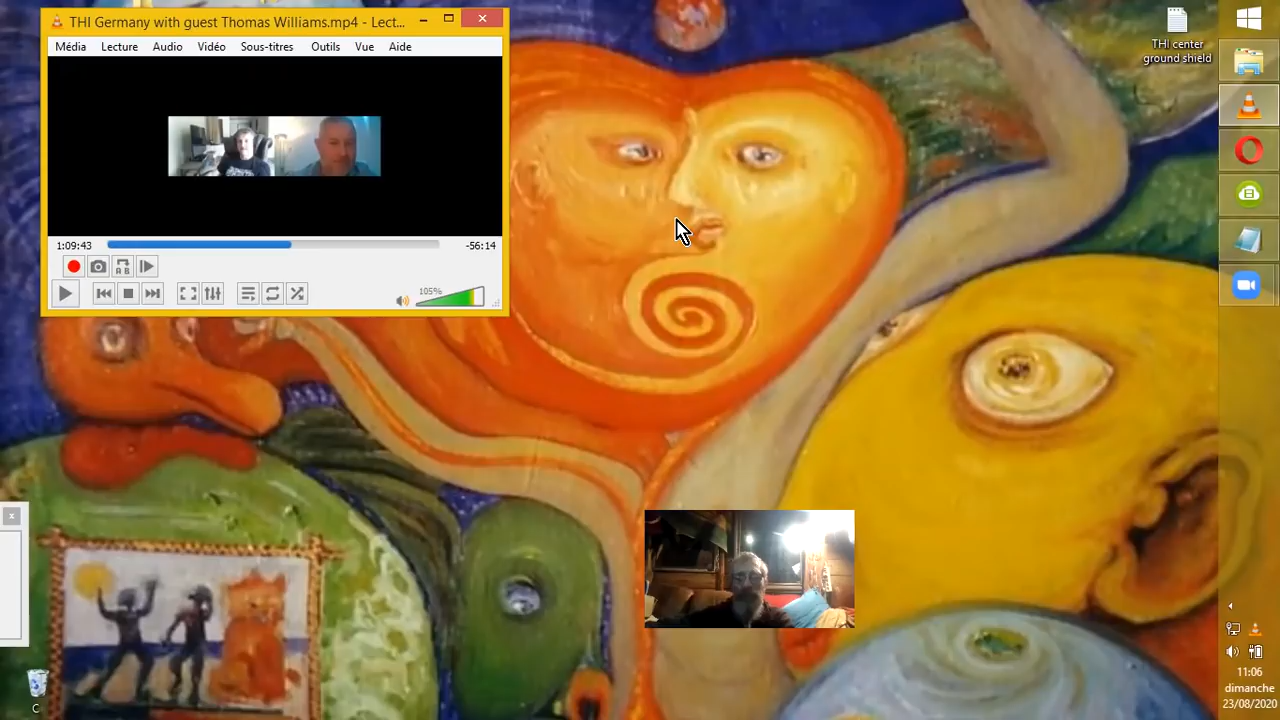 THI Germany with guest Thomas Williams.mp4 - Lect...
Média Lecture Audio Vidéo Sous-titres Outils Vue Aide
1:09:43
-56:14
105%
THI center
ground shield
x
C
11:06
dimanche
23/08/2020